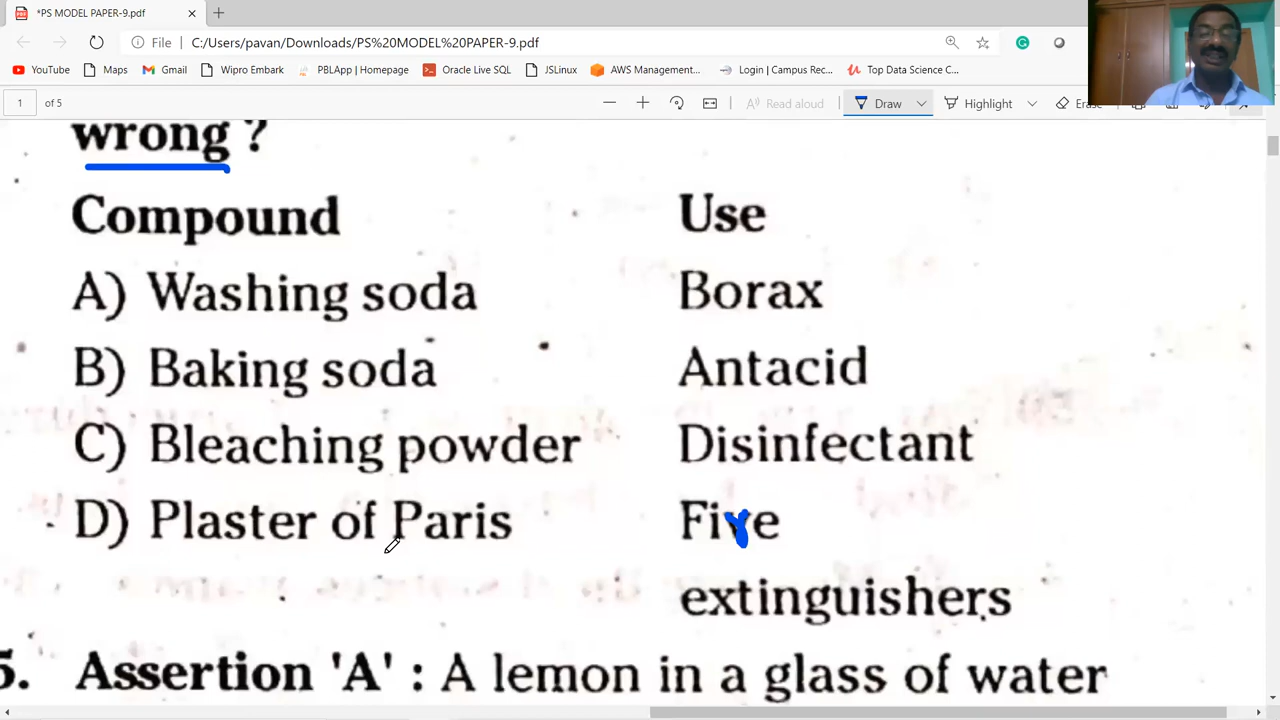 *PS MODEL PAPER-9.pdf
File C:/Users/pavan/Downloads/PS%20MODEL%20PAPER-9.pdf
YouTube Maps Gmail Wipro Embark PBLApp | Homepage Oracle Live SQL JSLinux AWS Management... Login | Campus Rec... Top Data Science C...
1 of 5 Read aloud Draw Highlight Erase
wrong ?
Compound Use
A) Washing soda Borax
B) Baking soda Antacid
C) Bleaching powder Disinfectant
D) Plaster of Paris Five
extinguishers
5. Assertion 'A' : A lemon in a glass of water